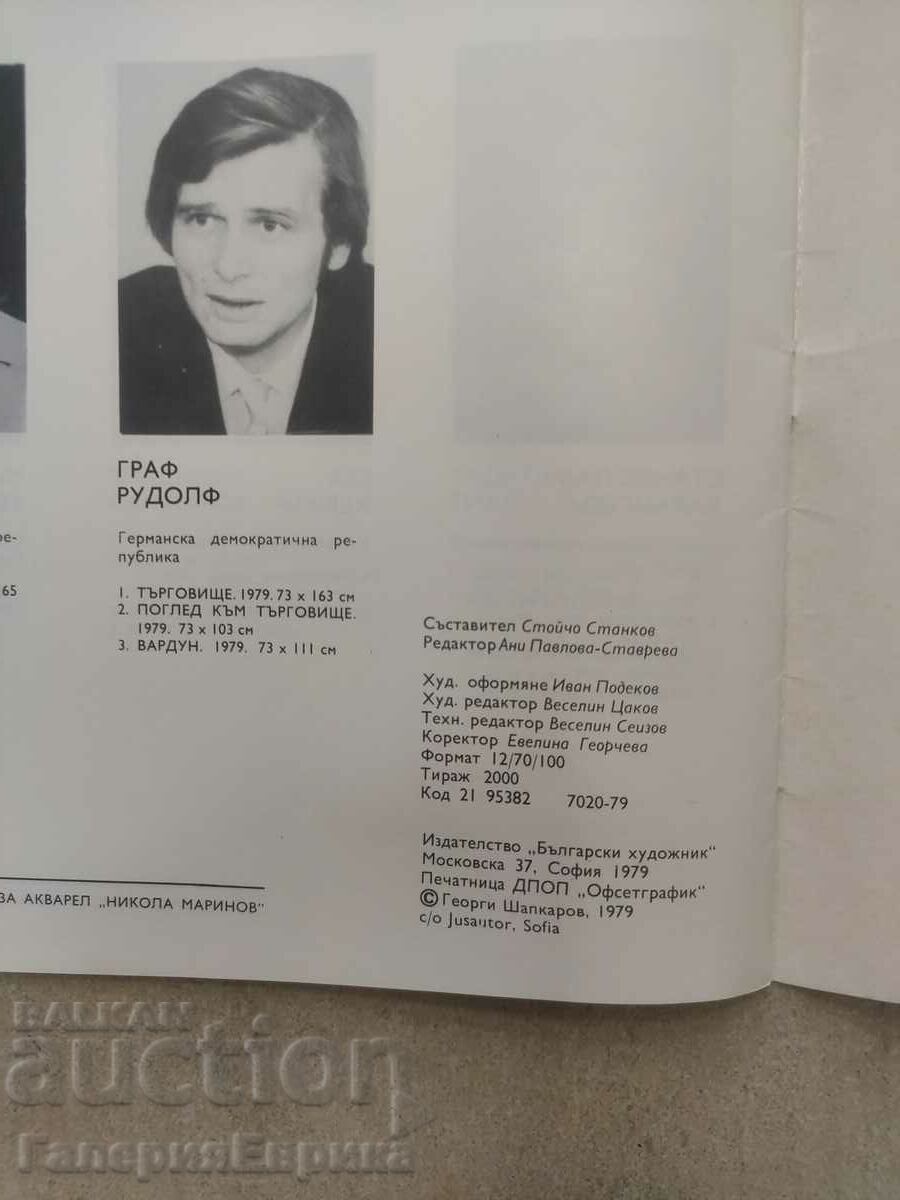 ГРАФ
РУДОЛФ
Германска демократична ре-
публика
1. ТЪРГОВИЩЕ. 1979. 73 x 163 см
2. ПОГЛЕД КЪМ ТЪРГОВИЩЕ.
1979. 73 x 103 см
3. ВАРДУН. 1979. 73 x 111 см
ре-
65
ЗА АКВАРЕЛ „НИКОЛА МАРИНОВ"
Съставител Стойчо Станков
Редактор Ани Павлова-Ставрева
Худ. оформяне Иван Подеков
Худ. редактор Веселин Цаков
Техн. редактор Веселин Сеизов
Коректор Евелина Георчева
Формат 12/70/100
Тираж 2000
Код 21 95382 7020-79
Издателство „Български художник"
Московска 37, София 1979
Печатница ДПОП „Офсетграфик"
© Георги Шапкаров, 1979
c/o Jusautor, Sofia
BALKAN
auction
ГалерияЕврика